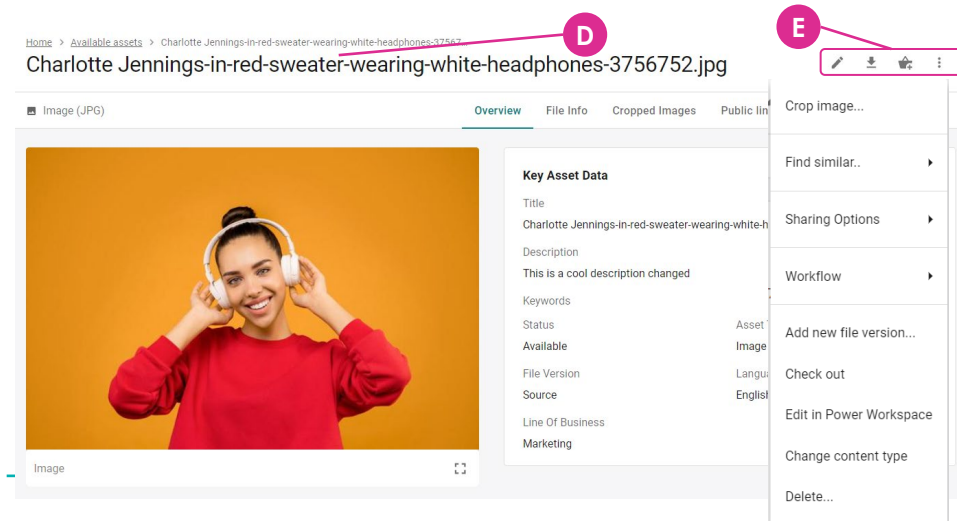 D
E
Home > Available assets > Charlotte Jennings-in-red-sweater-wearing-white-headphones-37567...
Charlotte Jennings-in-red-sweater-wearing-white-headphones-3756752.jpg
Image (JPG)
Overview File Info Cropped Images Public lin
Crop image...
Find similar..
Sharing Options
Workflow
Add new file version...
Check out
Edit in Power Workspace
Change content type
Delete...
Key Asset Data
Title
Charlotte Jennings-in-red-sweater-wearing-white-h
Description
This is a cool description changed
Keywords
Status Asset
Available Image
File Version Langua
Source English
Line Of Business
Marketing
Image